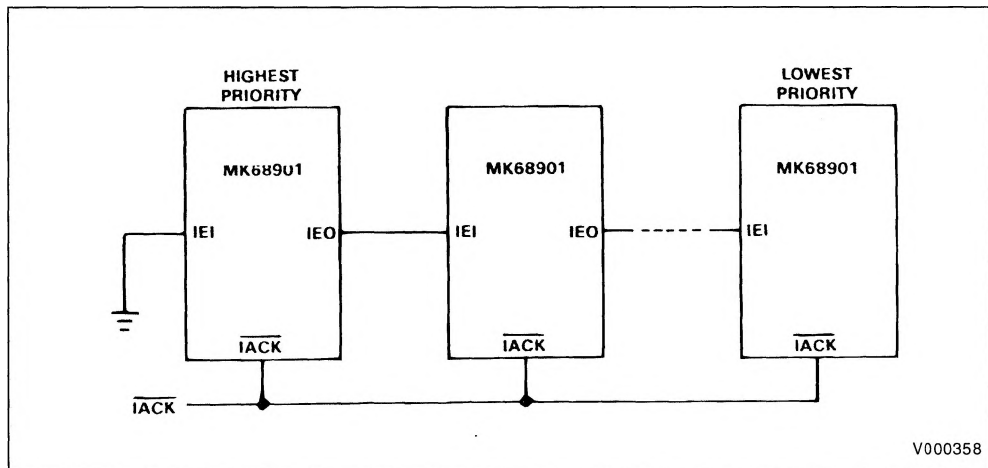 HIGHEST
PRIORITY
LOWEST
PRIORITY
MK68901
MK68901
MK68901
IEI
IEO
IEI
IEO
IEI
IACK
IACK
IACK
IACK
V000358